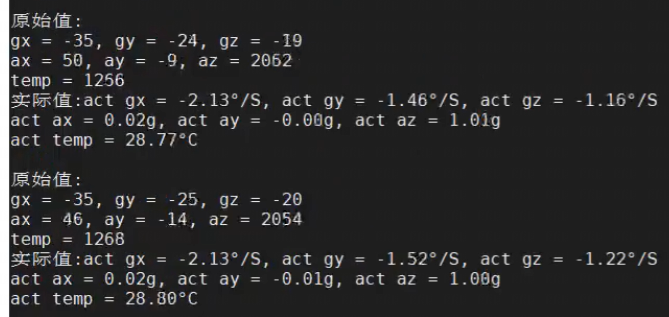 原始值:
gx = -35, gy = -24, gz = -19
ax = 50, ay = -9, az = 2062
temp = 1256
实际值:act gx = -2.13°/S, act gy = -1.46°/S, act gz = -1.16°/S
act ax = 0.02g, act ay = -0.00g, act az = 1.01g
act temp = 28.77°C
原始值:
gx = -35, gy = -25, gz = -20
ax = 46, ay = -14, az = 2054
temp = 1268
实际值:act gx = -2.13°/S, act gy = -1.52°/S, act gz = -1.22°/S
act ax = 0.02g, act ay = -0.01g, act az = 1.00g
act temp = 28.80°C